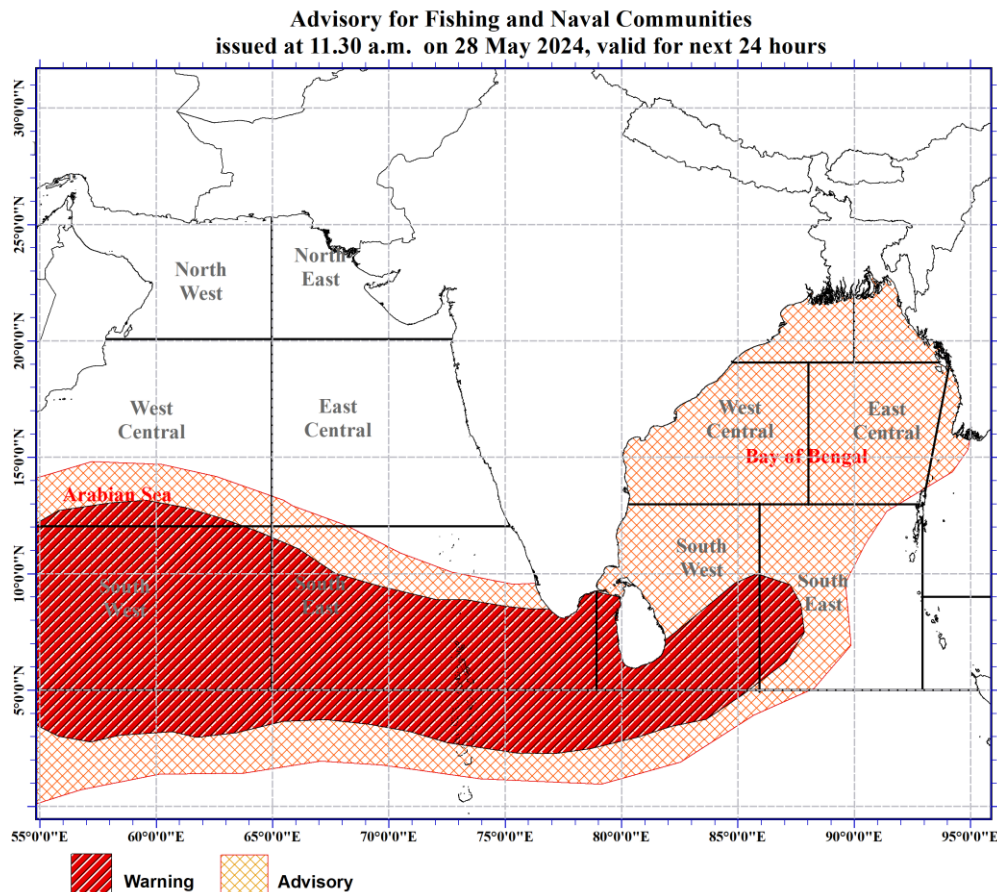 Advisory for Fishing and Naval Communities
issued at 11.30 a.m. on 28 May 2024, valid for next 24 hours
30°0'0"N
25°0'0"N
20°0'0"N
15°0'0"N
10°0'0"N
5°0'0"N
North
West
North
East
West
Central
East
Central
West
Central
East
Central
Bay of Bengal
Arabian Sea
South
West
South
East
South
West
South
East
55°0'0"E
60°0'0"E
65°0'0"E
70°0'0"E
75°0'0"E
80°0'0"E
85°0'0"E
90°0'0"E
95°0'0"E
Warning
Advisory